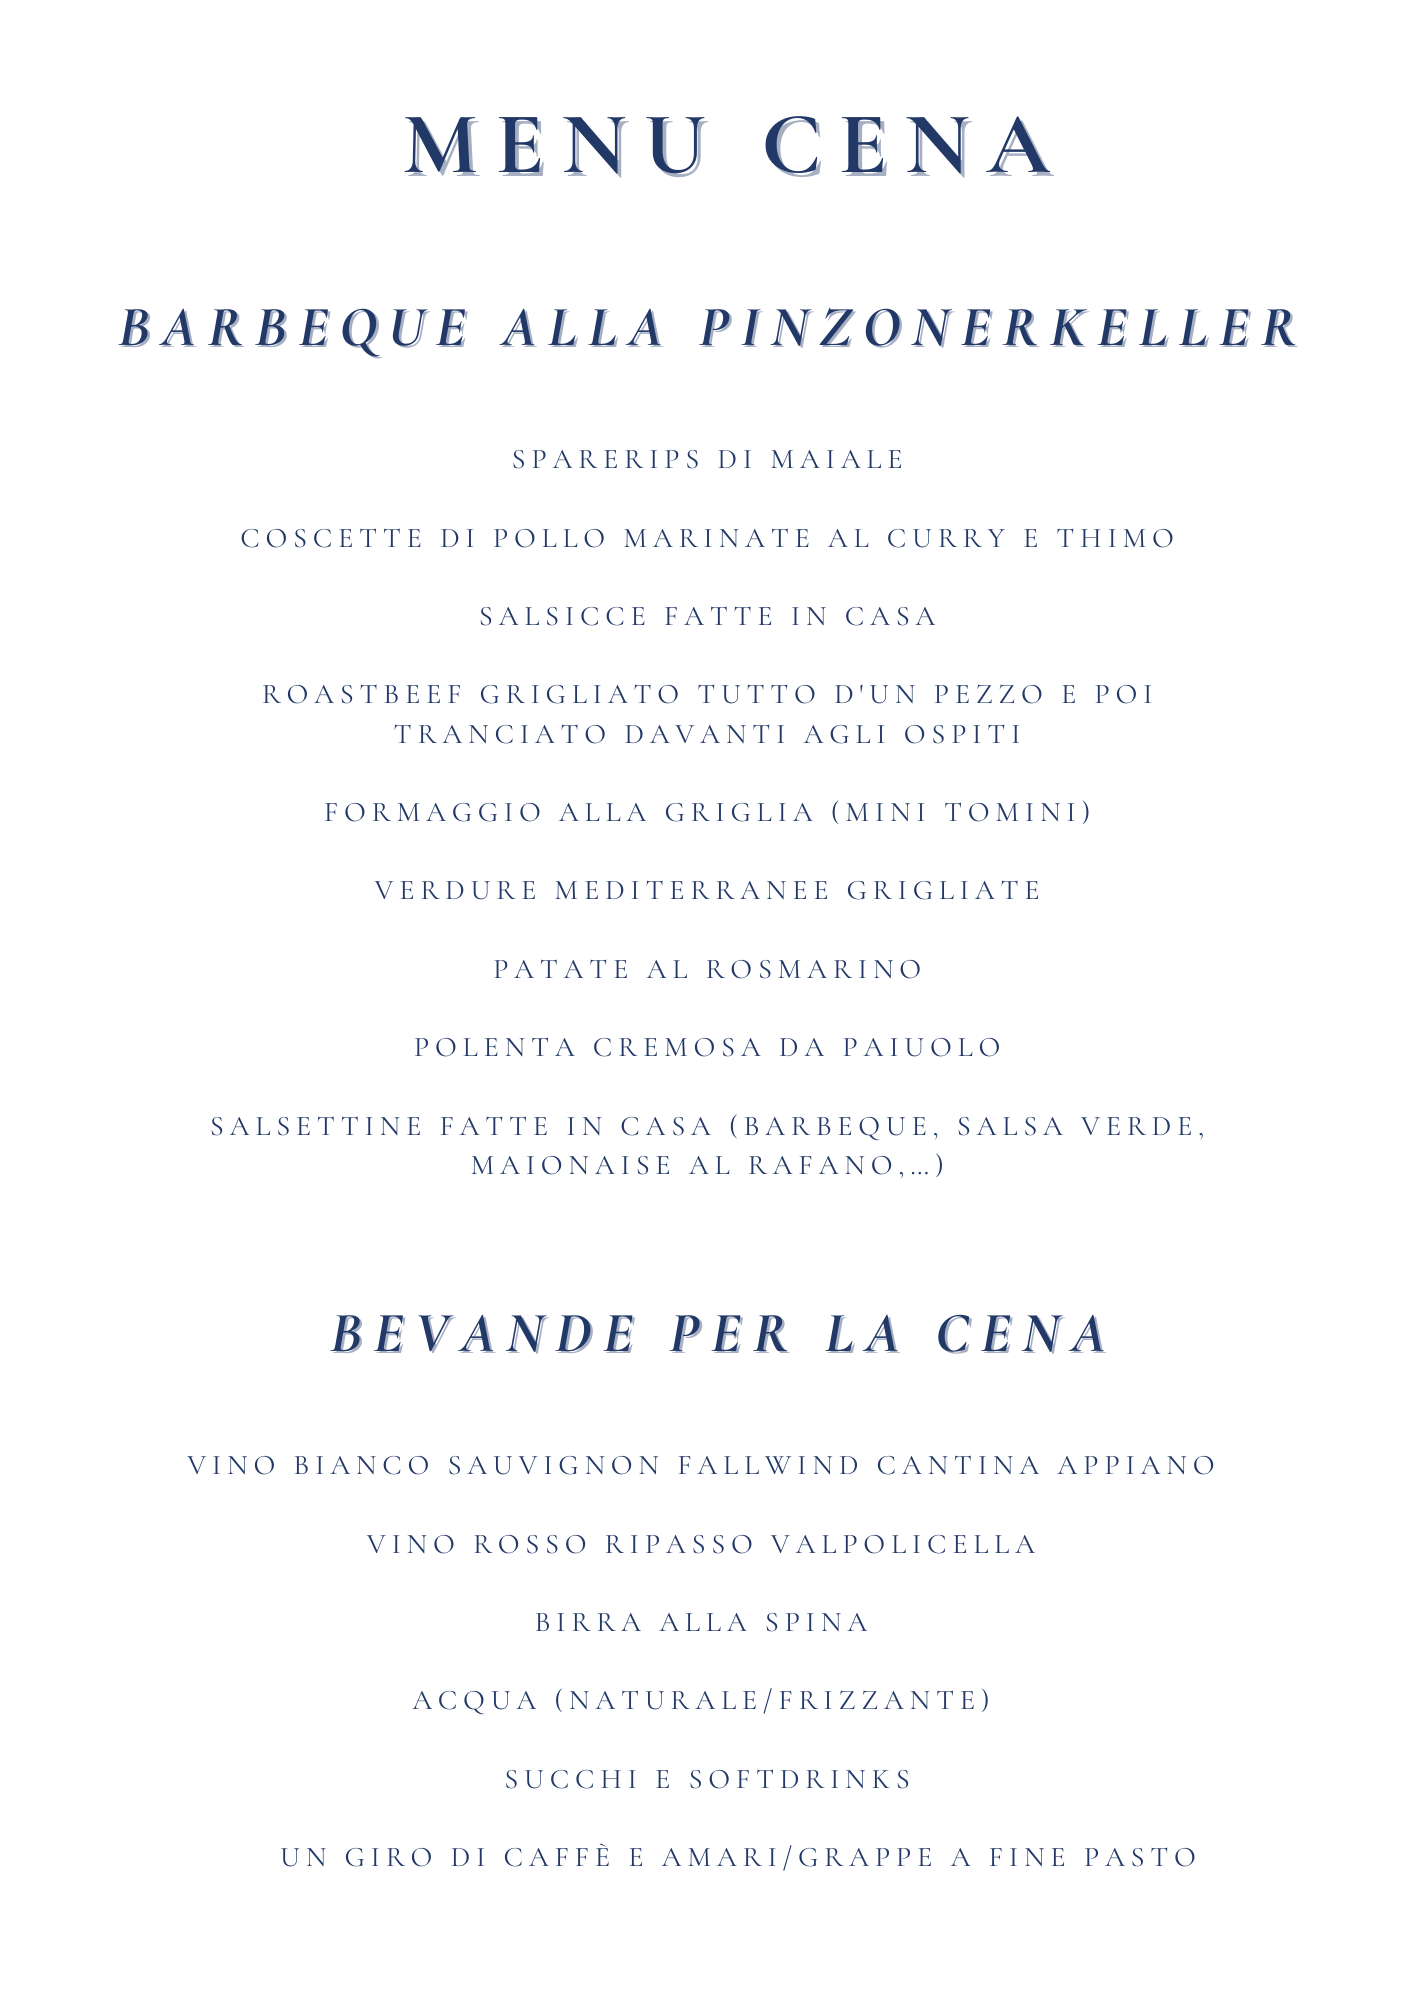 MENU CENA
BARBEQUE ALLA PINZONERKELLER
SPARERIPS DI MAIALE
COSCETTE DI POLLO MARINATE AL CURRY E THIMO
SALSICCE FATTE IN CASA
ROASTBEEF GRIGLIATO TUTTO D'UN PEZZO E POI
TRANCIATO DAVANTI AGLI OSPITI
FORMAGGIO ALLA GRIGLIA (MINI TOMINI)
VERDURE MEDITERRANEE GRIGLIATE
PATATE AL ROSMARINO
POLENTA CREMOSA DA PAIUOLO
SALSETTINE FATTE IN CASA (BARBEQUE, SALSA VERDE,
MAIONAISE AL RAFANO,...)
BEVANDE PER LA CENA
VINO BIANCO SAUVIGNON FALLWIND CANTINA APPIANO
VINO ROSSO RIPASSO VALPOLICELLA
BIRRA ALLA SPINA
ACQUA (NATURALE/FRIZZANTE)
SUCCHI E SOFTDRINKS
UN GIRO DI CAFFÈ E AMARI/GRAPPE A FINE PASTO